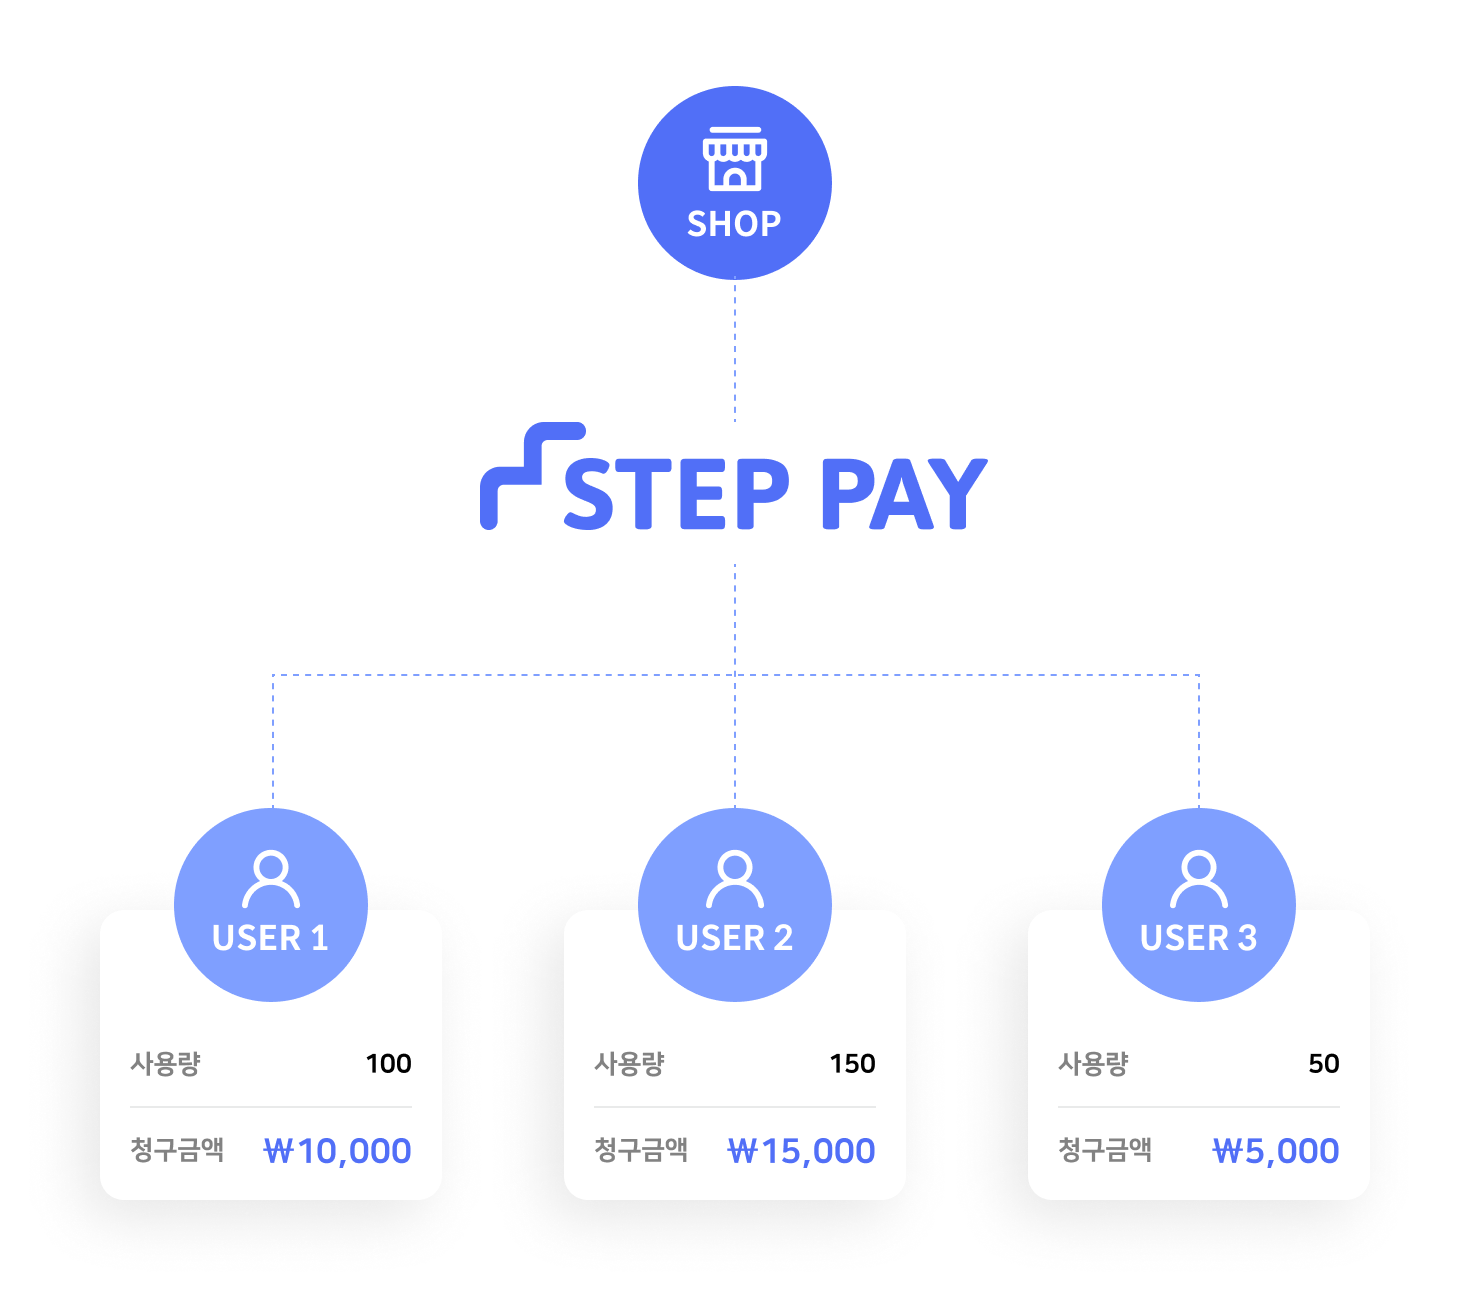 SHOP
STEP PAY
USER 1
사용량 100
청구금액 ₩10,000
USER 2
사용량 150
청구금액 ₩15,000
USER 3
사용량 50
청구금액 ₩5,000